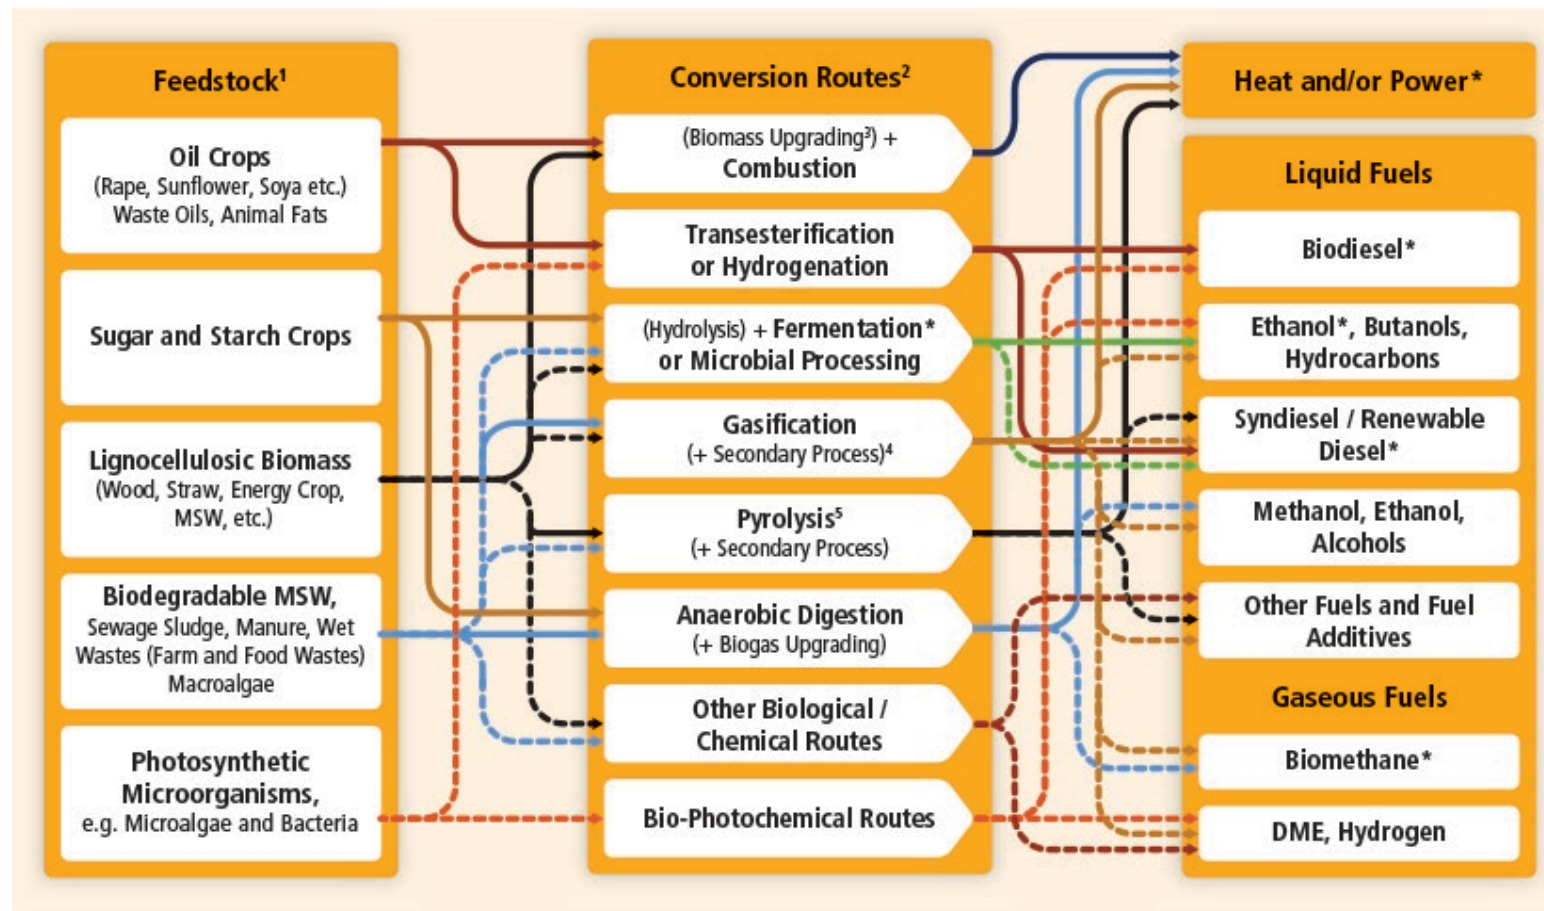 Feedstock¹
Oil Crops
(Rape, Sunflower, Soya etc.)
Waste Oils, Animal Fats
Sugar and Starch Crops
Lignocellulosic Biomass
(Wood, Straw, Energy Crop,
MSW, etc.)
Biodegradable MSW,
Sewage Sludge, Manure, Wet
Wastes (Farm and Food Wastes)
Macroalgae
Photosynthetic
Microorganisms,
e.g. Microalgae and Bacteria
Conversion Routes²
(Biomass Upgrading³) +
Combustion
Transesterification
or Hydrogenation
(Hydrolysis) + Fermentation*
or Microbial Processing
Gasification
(+ Secondary Process)⁴
Pyrolysis⁵
(+ Secondary Process)
Anaerobic Digestion
(+ Biogas Upgrading)
Other Biological /
Chemical Routes
Bio-Photochemical Routes
Heat and/or Power*
Liquid Fuels
Biodiesel*
Ethanol*, Butanols,
Hydrocarbons
Syndiesel / Renewable
Diesel*
Methanol, Ethanol,
Alcohols
Other Fuels and Fuel
Additives
Gaseous Fuels
Biomethane*
DME, Hydrogen